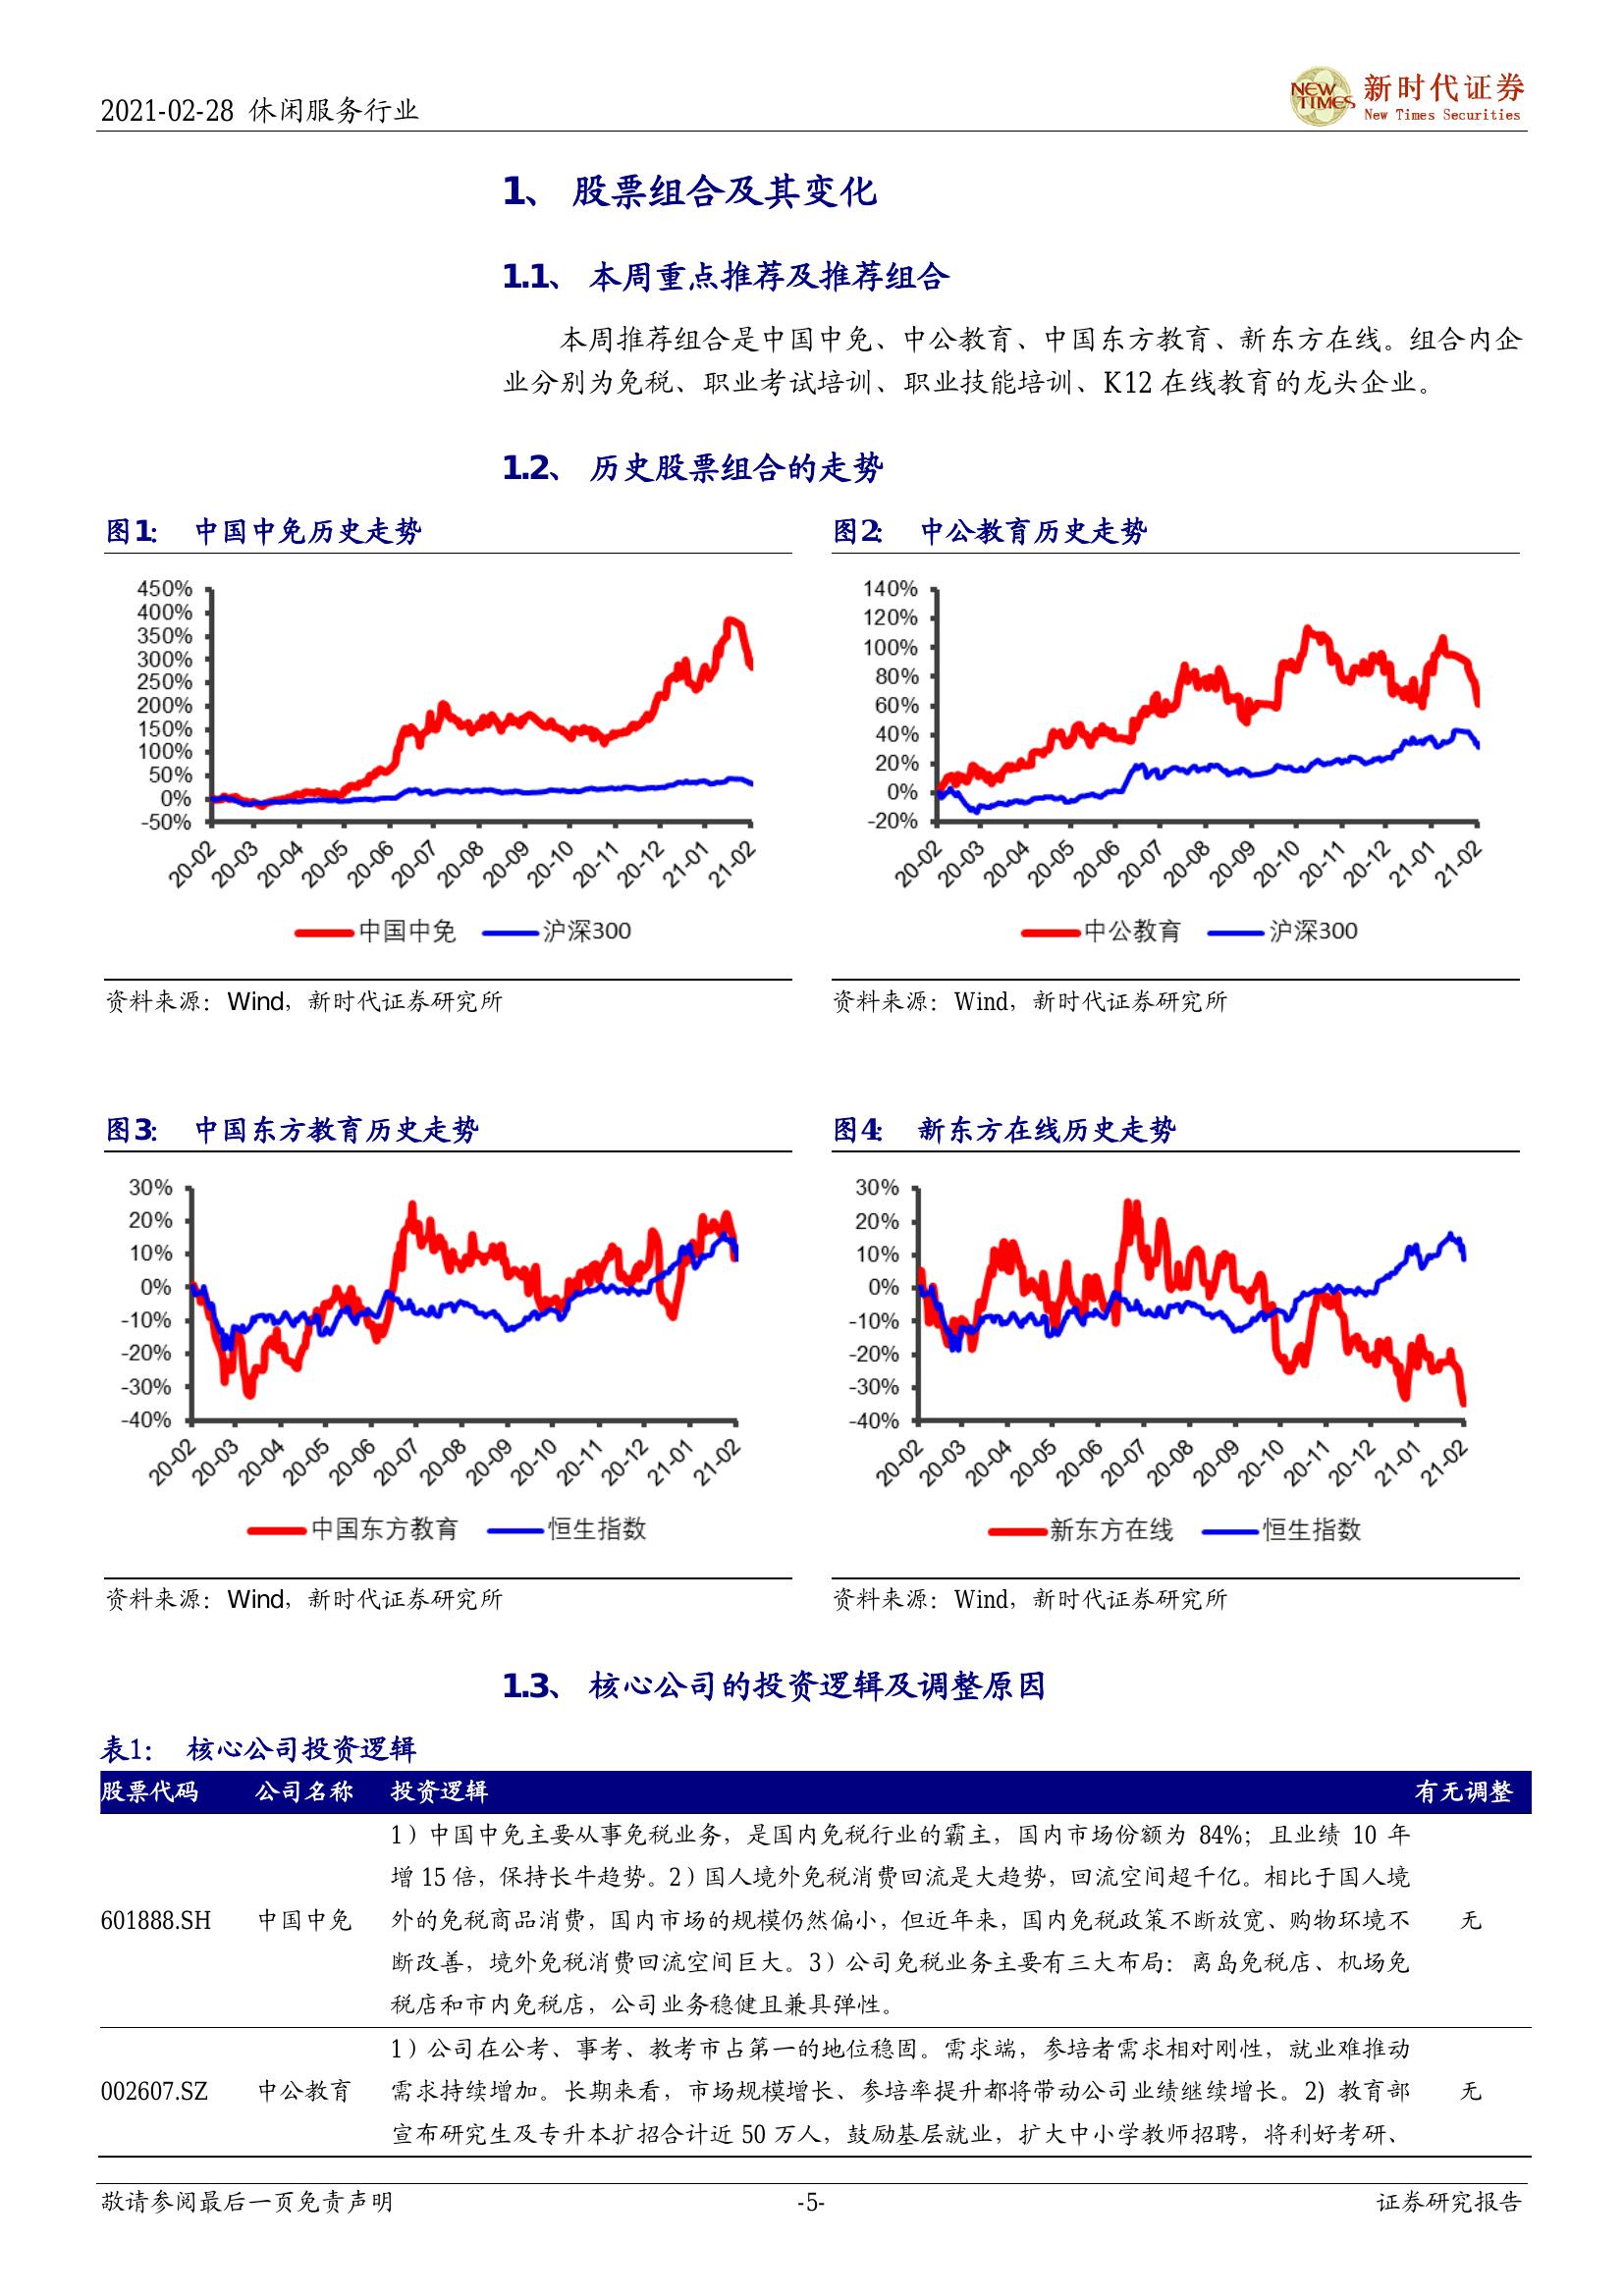 2021-02-28 休闲服务行业
NEW TIMES
新时代证券
New Times Securities
1、 股票组合及其变化
1.1、 本周重点推荐及推荐组合
本周推荐组合是中国中免、中公教育、中国东方教育、新东方在线。组合内企
业分别为免税、职业考试培训、职业技能培训、K12 在线教育的龙头企业。
1.2、 历史股票组合的走势
图1： 中国中免历史走势
450%
400%
350%
300%
250%
200%
150%
100%
50%
0%
-50%
20-02 20-03 20-04 20-05 20-06 20-07 20-08 20-09 20-10 20-11 20-12 21-01 21-02
中国中免 沪深300
资料来源：Wind，新时代证券研究所
图2： 中公教育历史走势
140%
120%
100%
80%
60%
40%
20%
0%
-20%
20-02 20-03 20-04 20-05 20-06 20-07 20-08 20-09 20-10 20-11 20-12 21-01 21-02
中公教育 沪深300
资料来源：Wind，新时代证券研究所
图3： 中国东方教育历史走势
30%
20%
10%
0%
-10%
-20%
-30%
-40%
20-02 20-03 20-04 20-05 20-06 20-07 20-08 20-09 20-10 20-11 20-12 21-01 21-02
中国东方教育 恒生指数
资料来源：Wind，新时代证券研究所
图4： 新东方在线历史走势
30%
20%
10%
0%
-10%
-20%
-30%
-40%
20-02 20-03 20-04 20-05 20-06 20-07 20-08 20-09 20-10 20-11 20-12 21-01 21-02
新东方在线 恒生指数
资料来源：Wind，新时代证券研究所
1.3、 核心公司的投资逻辑及调整原因
表1： 核心公司投资逻辑
股票代码 公司名称 投资逻辑 有无调整
1）中国中免主要从事免税业务，是国内免税行业的霸主，国内市场份额为 84%；且业绩 10 年
增 15 倍，保持长牛趋势。2）国人境外免税消费回流是大趋势，回流空间超千亿。相比于国人境
601888.SH 中国中免 外的免税商品消费，国内市场的规模仍然偏小，但近年来，国内免税政策不断放宽、购物环境不 无
断改善，境外免税消费回流空间巨大。3）公司免税业务主要有三大布局：离岛免税店、机场免
税店和市内免税店，公司业务稳健且兼具弹性。
1）公司在公考、事考、教考市占第一的地位稳固。需求端，参培者需求相对刚性，就业难推动
002607.SZ 中公教育 需求持续增加。长期来看，市场规模增长、参培率提升都将带动公司业绩继续增长。2) 教育部 无
宣布研究生及专升本扩招合计近 50 万人，鼓励基层就业，扩大中小学教师招聘，将利好考研、
敬请参阅最后一页免责声明 -5- 证券研究报告